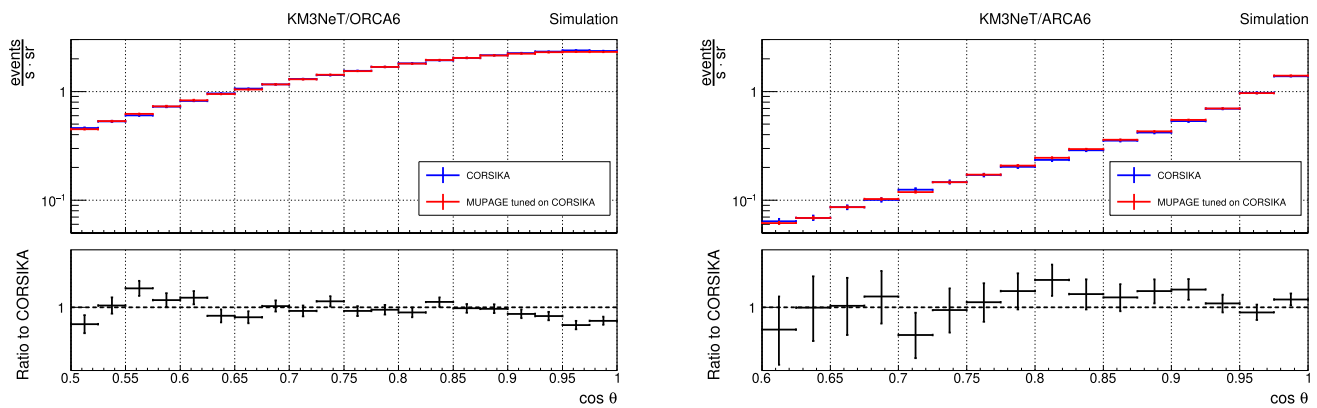 KM3NeT/ORCA6 Simulation
events
s · sr
1
10⁻¹
CORSIKA
MUPAGE tuned on CORSIKA
Ratio to CORSIKA
1
0.5 0.55 0.6 0.65 0.7 0.75 0.8 0.85 0.9 0.95 1
cos θ
KM3NeT/ARCA6 Simulation
events
s · sr
1
10⁻¹
CORSIKA
MUPAGE tuned on CORSIKA
Ratio to CORSIKA
1
0.6 0.65 0.7 0.75 0.8 0.85 0.9 0.95 1
cos θ